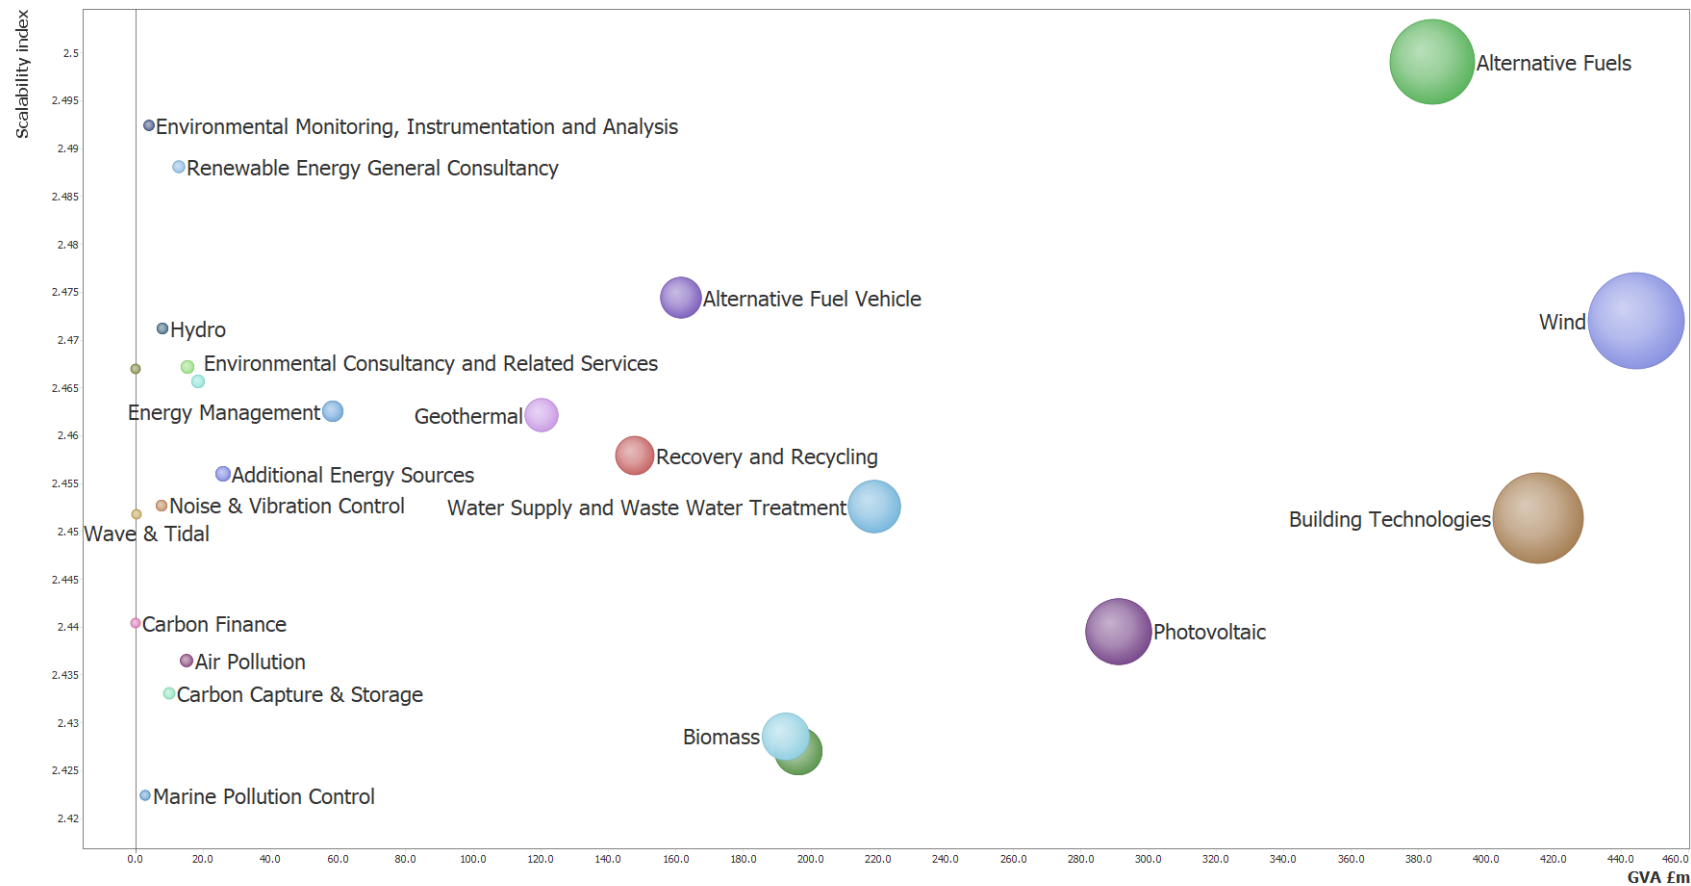 Scalability index
2.5
Alternative Fuels
2.495
Environmental Monitoring, Instrumentation and Analysis
2.49
Renewable Energy General Consultancy
2.485
2.48
2.475
Alternative Fuel Vehicle
Wind
Hydro
2.47
Environmental Consultancy and Related Services
2.465
Energy Management
Geothermal
2.46
Recovery and Recycling
2.455
Additional Energy Sources
Noise & Vibration Control
Water Supply and Waste Water Treatment
Building Technologies
2.45
Wave & Tidal
2.445
2.44
Carbon Finance
Photovoltaic
Air Pollution
2.435
Carbon Capture & Storage
2.43
Biomass
2.425
Marine Pollution Control
2.42
0.0 20.0 40.0 60.0 80.0 100.0 120.0 140.0 160.0 180.0 200.0 220.0 240.0 260.0 280.0 300.0 320.0 340.0 360.0 380.0 400.0 420.0 440.0 460.0
GVA £m